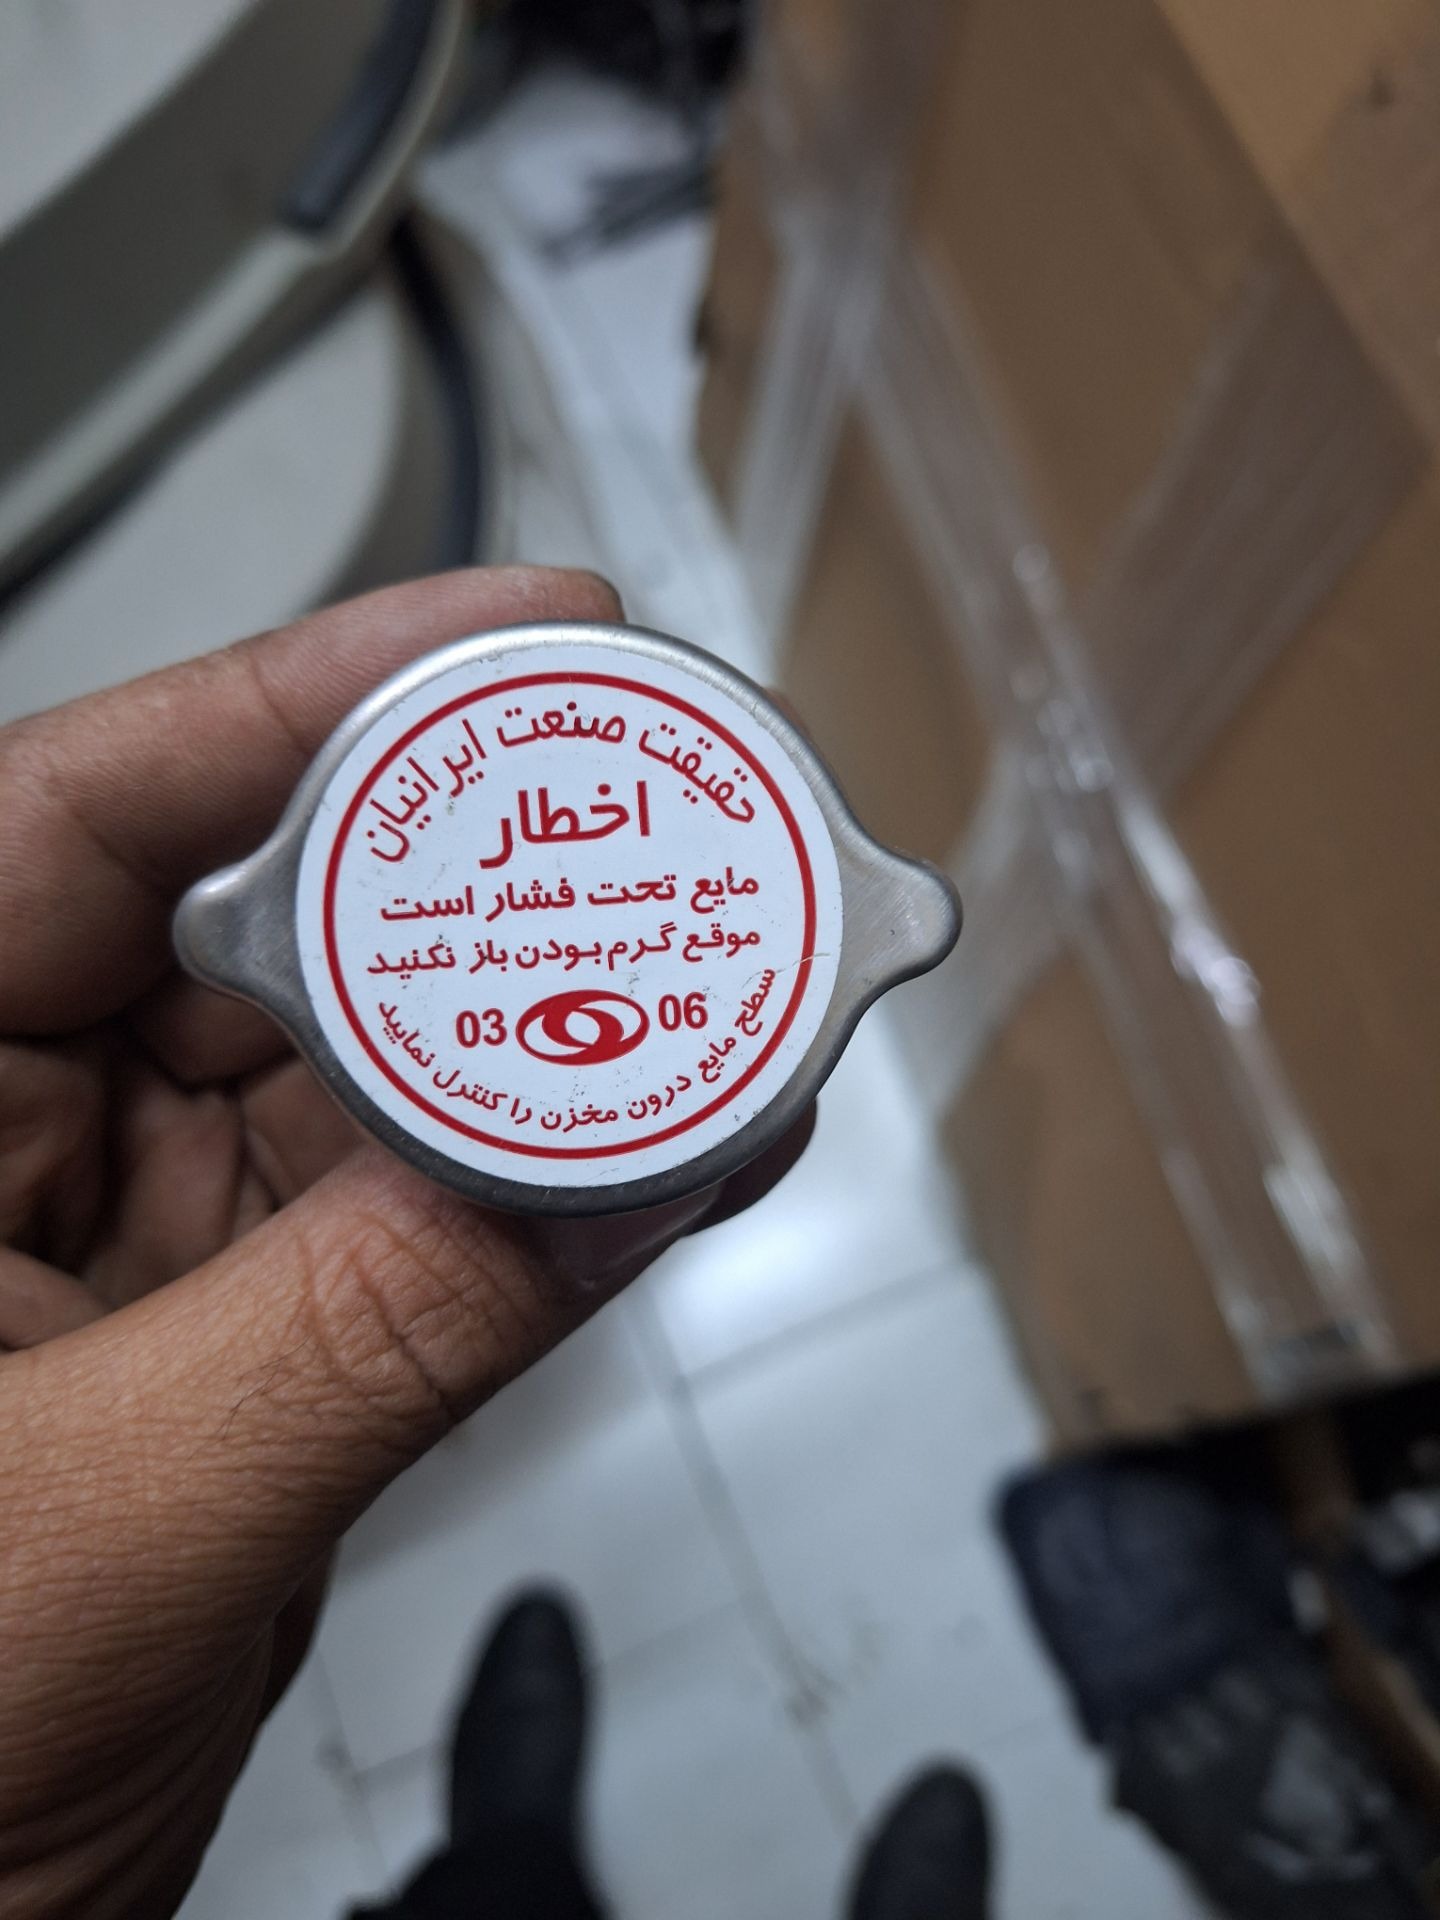 حقیقت صنعت ایرانیان
اخطار
مایع تحت فشار است
موقع گرم بودن باز نکنید
03 06
سطح مایع درون مخزن را کنترل نمایید